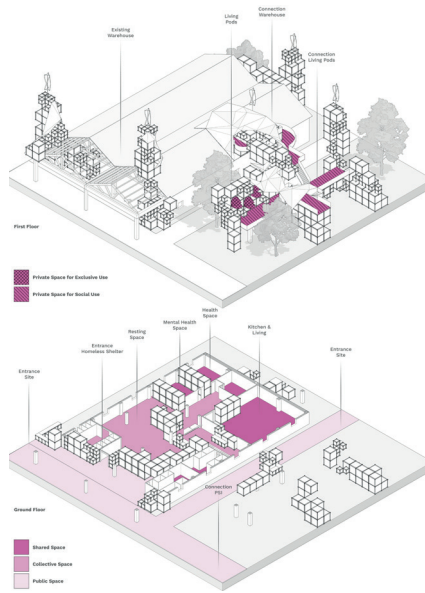 Existing
Warehouse
Living
Pods
Connection
Warehouse
Connection
Living Pods
First Floor
Private Space for Exclusive Use
Private Space for Social Use
Entrance
Site
Entrance
Homeless Shelter
Resting
Space
Mental Health
Space
Health
Space
Kitchen &
Living
Entrance
Site
Connection
PSI
Ground Floor
Shared Space
Collective Space
Public Space